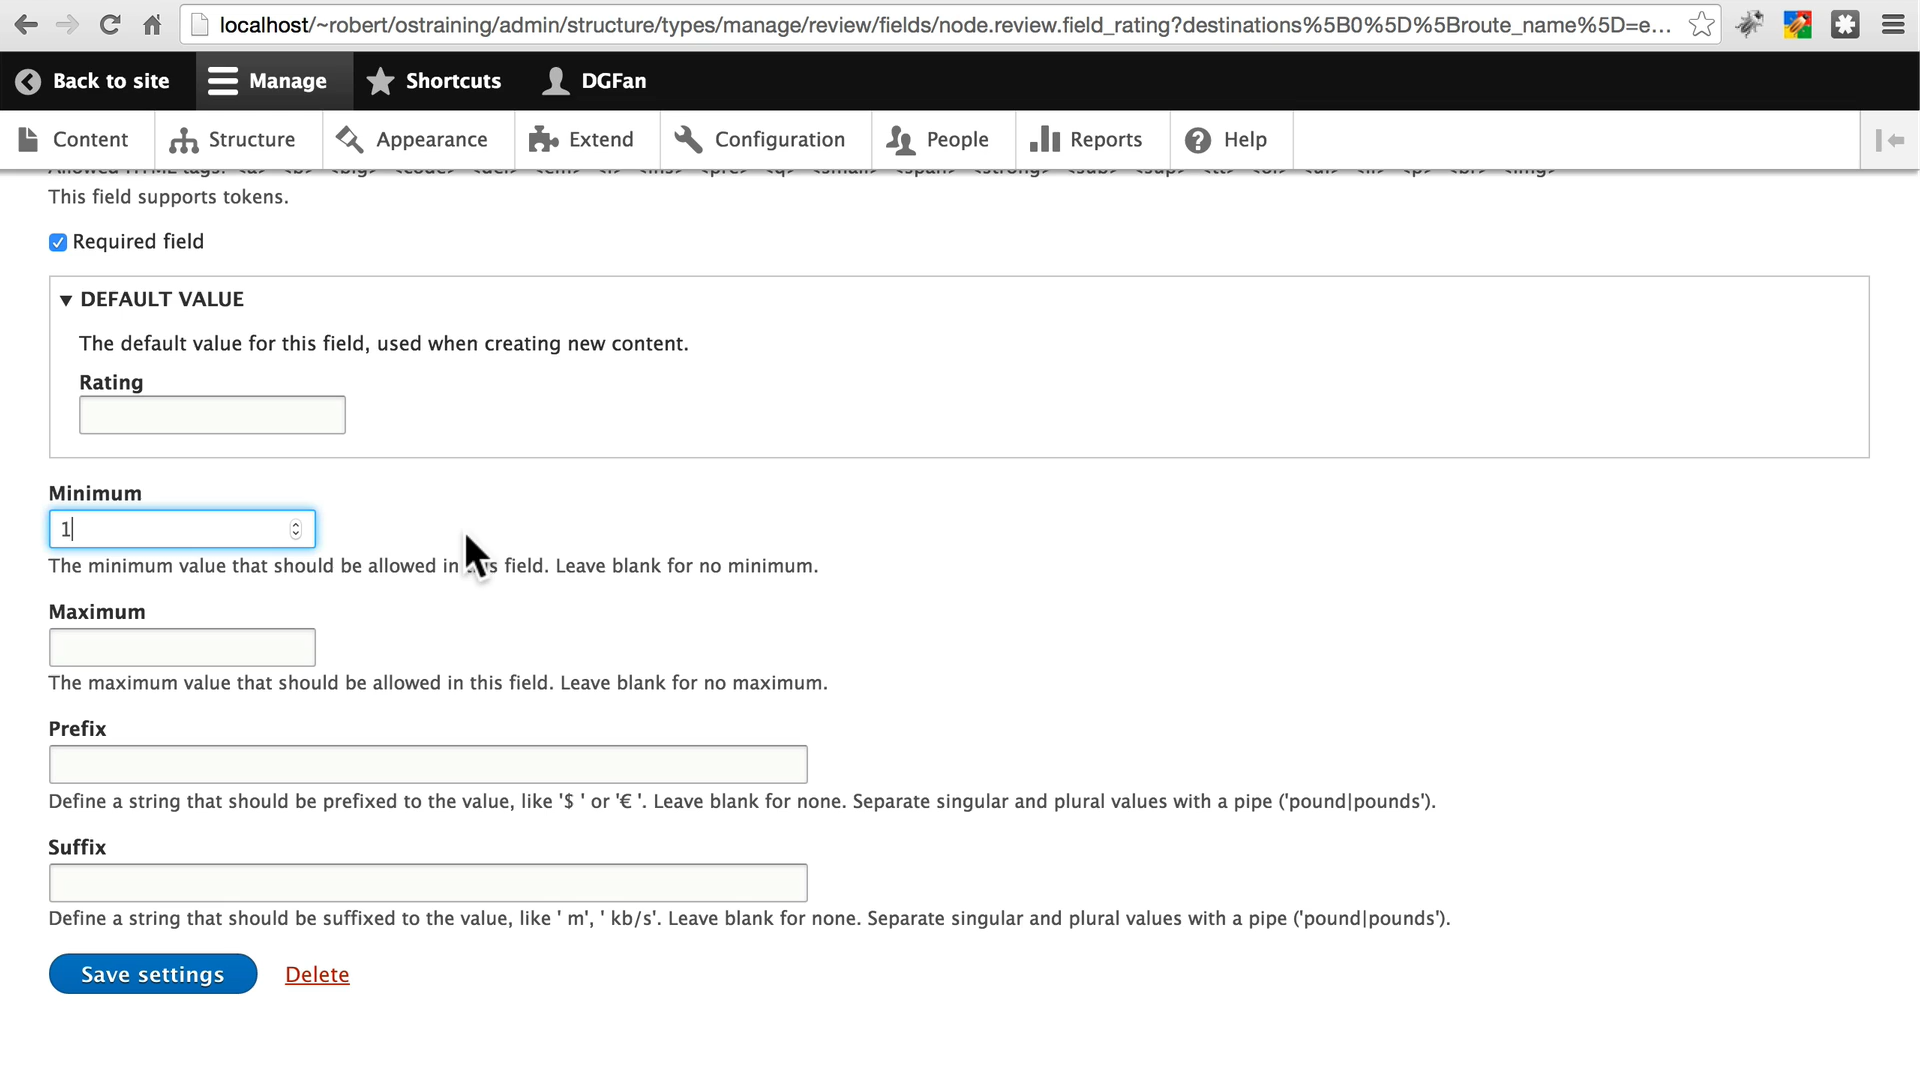 localhost/~robert/ostraining/admin/structure/types/manage/review/fields/node.review.field_rating?destinations%5B0%5D%5Broute_name%5D=e...
Back to site Manage Shortcuts DGFan
Content Structure Appearance Extend Configuration People Reports Help
This field supports tokens.
Required field
▼ DEFAULT VALUE
The default value for this field, used when creating new content.
Rating
Minimum
1
The minimum value that should be allowed in field. Leave blank for no minimum.
Maximum
The maximum value that should be allowed in this field. Leave blank for no maximum.
Prefix
Define a string that should be prefixed to the value, like '$ ' or '€ '. Leave blank for none. Separate singular and plural values with a pipe ('pound|pounds').
Suffix
Define a string that should be suffixed to the value, like ' m', ' kb/s'. Leave blank for none. Separate singular and plural values with a pipe ('pound|pounds').
Save settings Delete